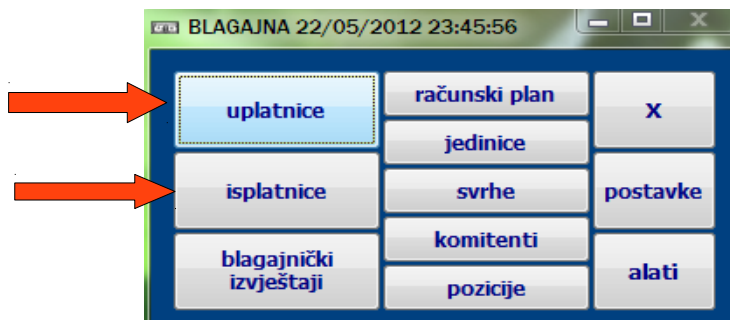 BLAGAJNA 22/05/2012 23:45:56
uplatnice
isplatnice
blagajnički
izvještaji
računski plan
jedinice
svrhe
komitenti
pozicije
X
postavke
alati